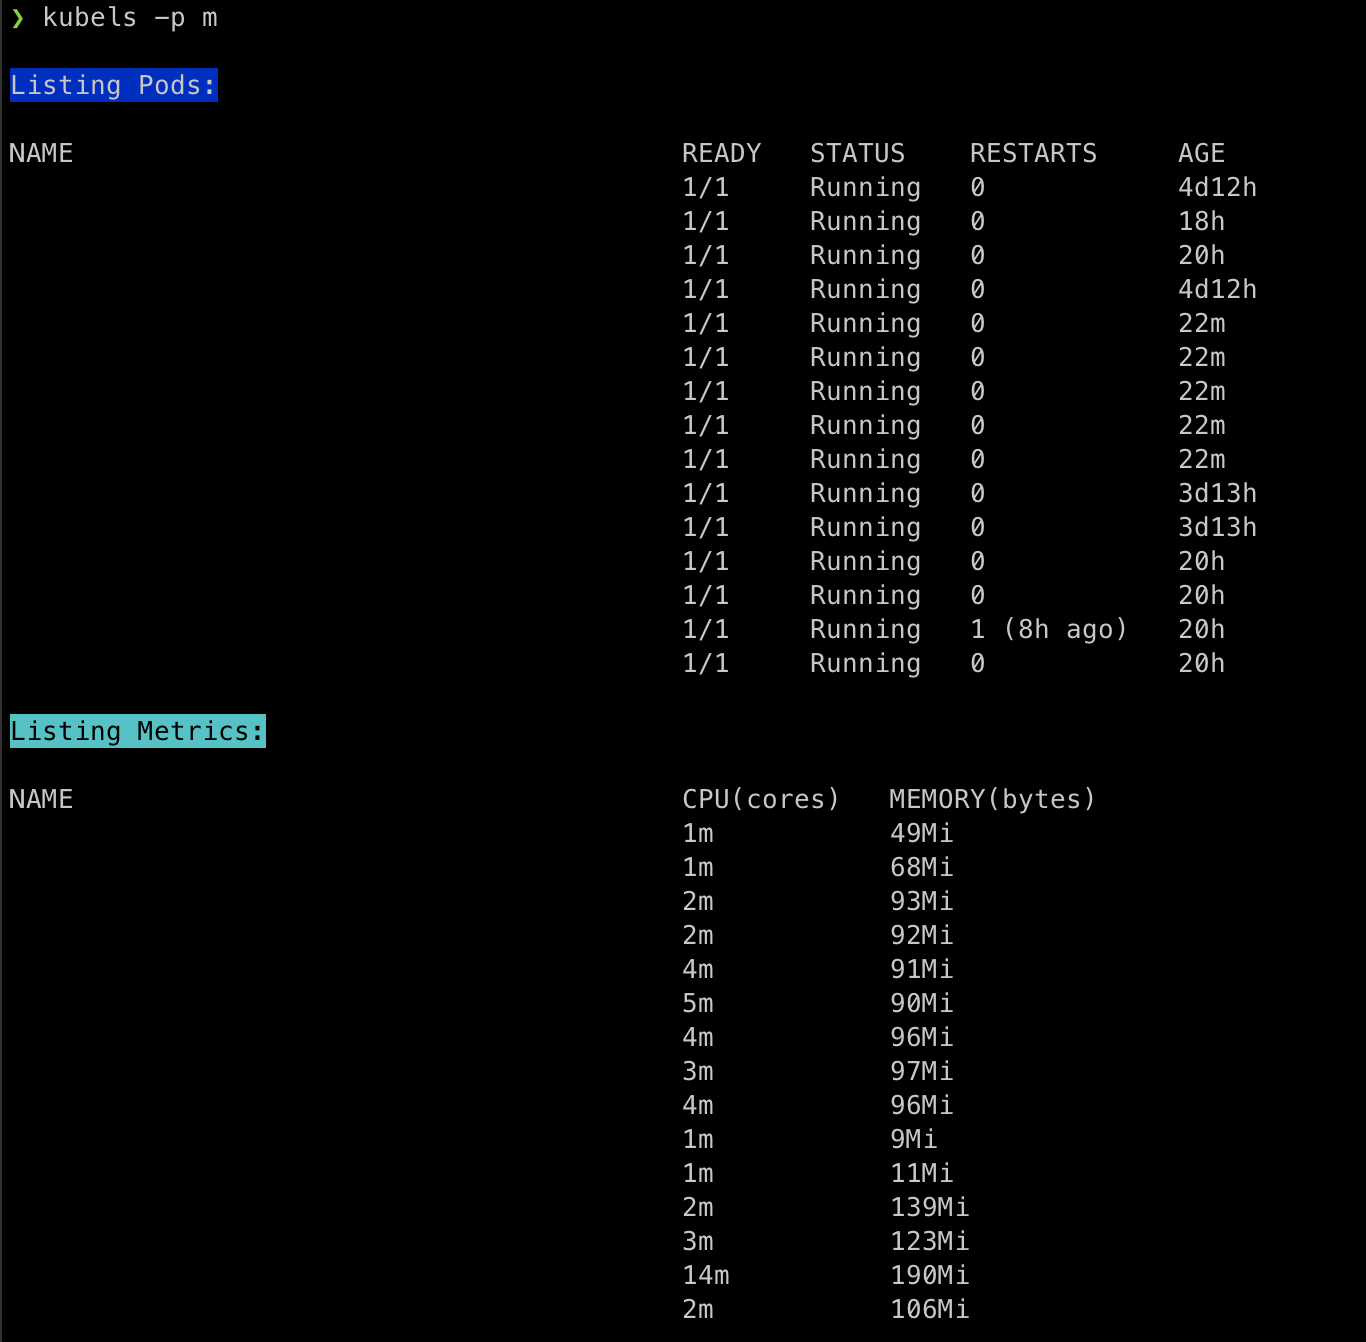 ❯ kubels -p m
Listing Pods:
NAME READY STATUS RESTARTS AGE
1/1 Running 0 4d12h
1/1 Running 0 18h
1/1 Running 0 20h
1/1 Running 0 4d12h
1/1 Running 0 22m
1/1 Running 0 22m
1/1 Running 0 22m
1/1 Running 0 22m
1/1 Running 0 22m
1/1 Running 0 3d13h
1/1 Running 0 3d13h
1/1 Running 0 20h
1/1 Running 0 20h
1/1 Running 1 (8h ago) 20h
1/1 Running 0 20h
Listing Metrics:
NAME CPU(cores) MEMORY(bytes)
1m 49Mi
1m 68Mi
2m 93Mi
2m 92Mi
4m 91Mi
5m 90Mi
4m 96Mi
3m 97Mi
4m 96Mi
1m 9Mi
1m 11Mi
2m 139Mi
3m 123Mi
14m 190Mi
2m 106Mi